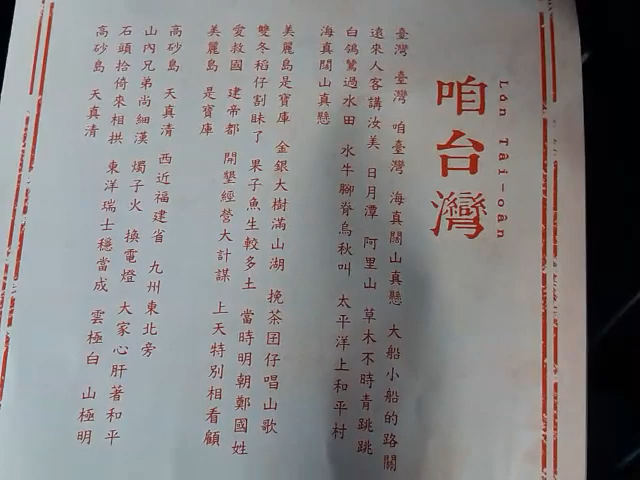 咱台灣
Lán Tâi-oân
臺灣 臺灣 咱臺灣 海真闊山真懸 大船小船的路關
遠來人客講汝美 日月潭 阿里山 草木不時青跳跳
白鴒鷥過水田 水牛腳脊烏秋叫 太平洋上和平村
海真闊山真懸
美麗島是寶庫 金銀大樹滿山湖 挽茶囝仔唱山歌
雙冬稻仔割昧了 果子魚生較多土 當時明朝鄭國姓
愛救國 建帝都 開墾經營大計謀 上天特別相看顧
美麗島 是寶庫
高砂島 天真清 西近福建省 九州東北旁
山內兄弟尚細漢 燭子火 換電燈 大家心肝著和平
石頭拾倚來相拱 東洋瑞士穩當成 雲極白 山極明
高砂島 天真清